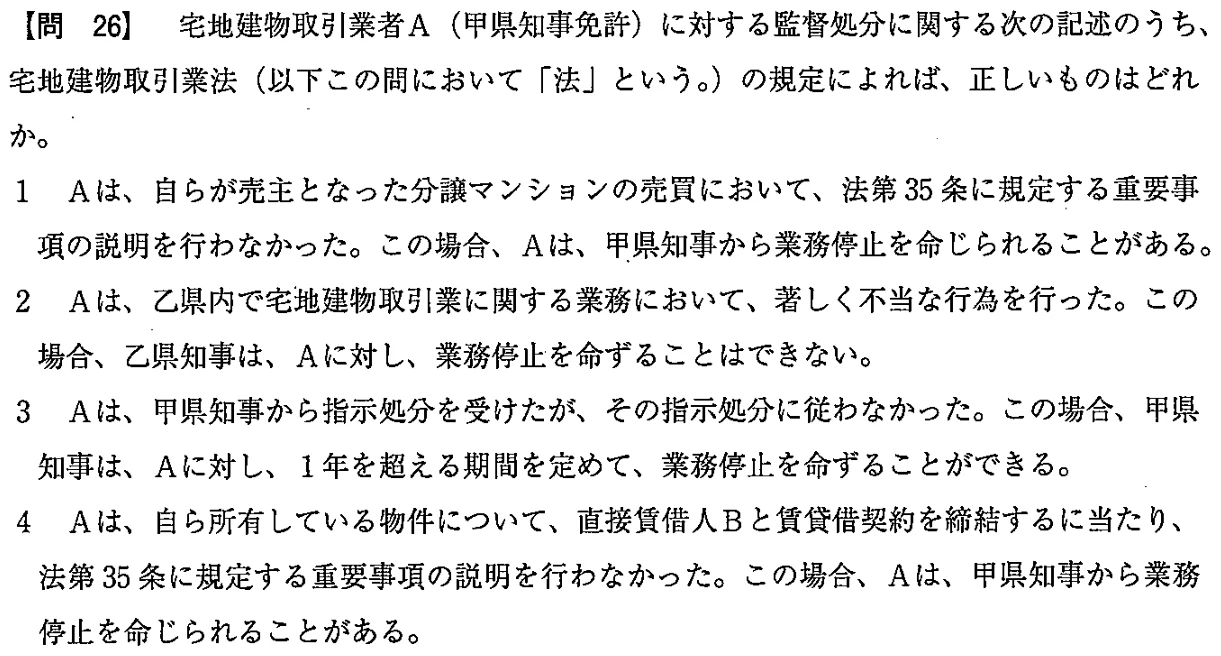 【問 26】 宅地建物取引業者A（甲県知事免許）に対する監督処分に関する次の記述のうち、
宅地建物取引業法（以下この問において「法」という。）の規定によれば、正しいものはどれ
か。
1 Aは、自らが売主となった分譲マンションの売買において、法第35条に規定する重要事
項の説明を行わなかった。この場合、Aは、甲県知事から業務停止を命じられることがある。
2 Aは、乙県内で宅地建物取引業に関する業務において、著しく不当な行為を行った。この
場合、乙県知事は、Aに対し、業務停止を命ずることはできない。
3 Aは、甲県知事から指示処分を受けたが、その指示処分に従わなかった。この場合、甲県
知事は、Aに対し、1年を超える期間を定めて、業務停止を命ずることができる。
4 Aは、自ら所有している物件について、直接賃借人Bと賃貸借契約を締結するに当たり、
法第35条に規定する重要事項の説明を行わなかった。この場合、Aは、甲県知事から業務
停止を命じられることがある。